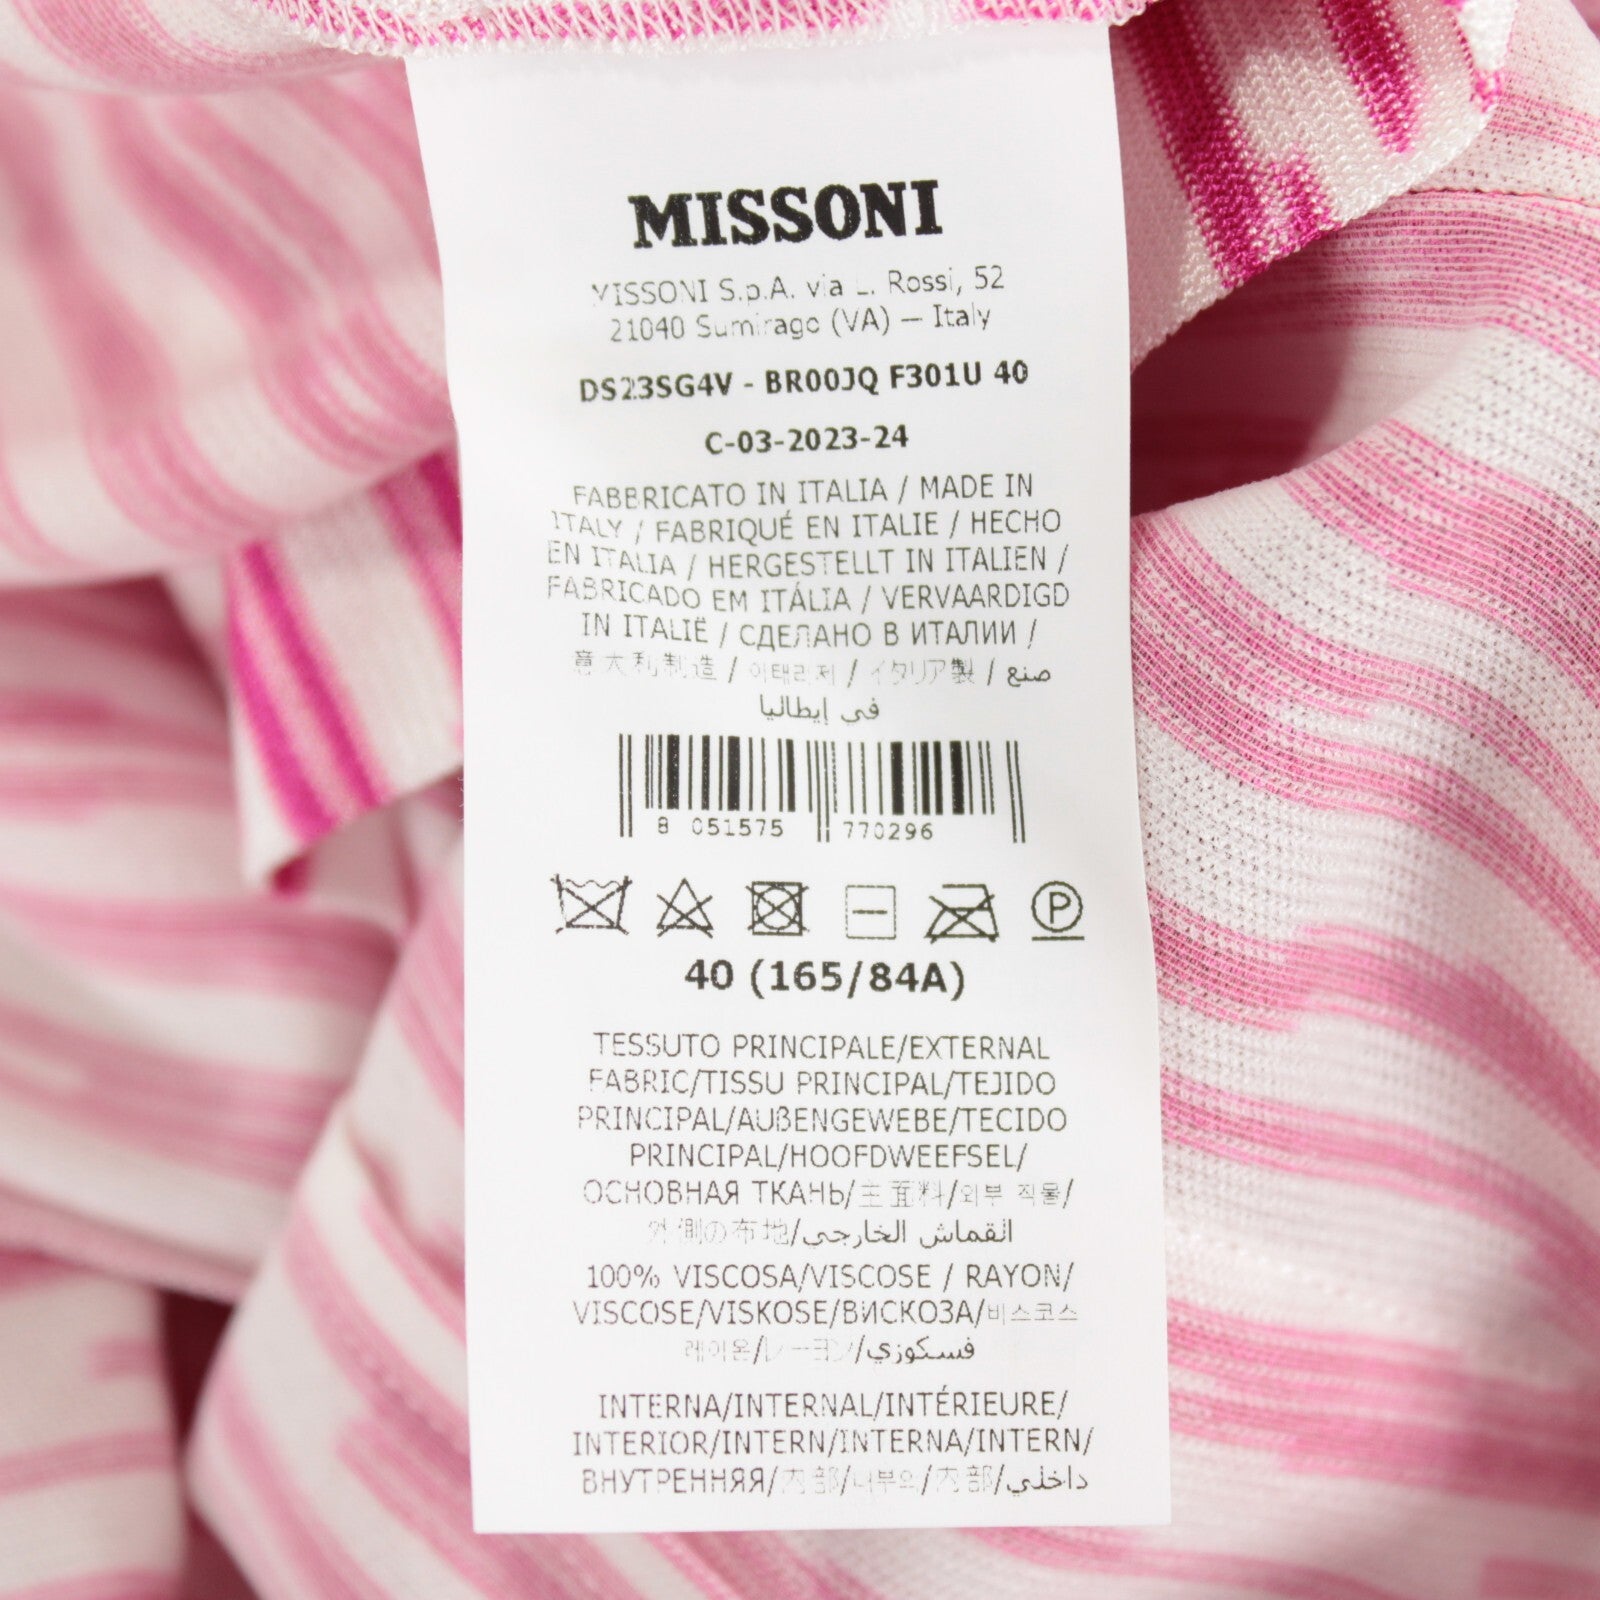 MISSONI
MISSONI S.p.A. via L. Rossi, 52
21040 Sumirago (VA) — Italy
DS23SG4V - BR00JQ F301U 40
C-03-2023-24
FABBRICATO IN ITALIA / MADE IN
ITALY / FABRIQUÉ EN ITALIE / HECHO
EN ITALIA / HERGESTELLT IN ITALIEN /
FABRICADO EM ITÁLIA / VERVAARDIGD
IN ITALIË / СДЕЛАНО В ИТАЛИИ /
意大利制造 / 이태리제 / イタリア製 / صنع
في إيطاليا
8 051575 770296
P
40 (165/84A)
TESSUTO PRINCIPALE/EXTERNAL
FABRIC/TISSU PRINCIPAL/TEJIDO
PRINCIPAL/AUßENGEWEBE/TECIDO
PRINCIPAL/HOOFDWEEFSEL/
ОСНОВНАЯ ТКАНЬ/主面料/외부 직물/
外側の布地/انقماش الخارجي
100% VISCOSA/VISCOSE / RAYON/
VISCOSE/VISKOSE/ВИСКОЗА/비스코스
레이온/レーヨン/فسكوزي
INTERNA/INTERNAL/INTÉRIEURE/
INTERIOR/INTERN/INTERNA/INTERN/
ВНУТРЕННЯЯ/内部/내부의/内部/داخلي